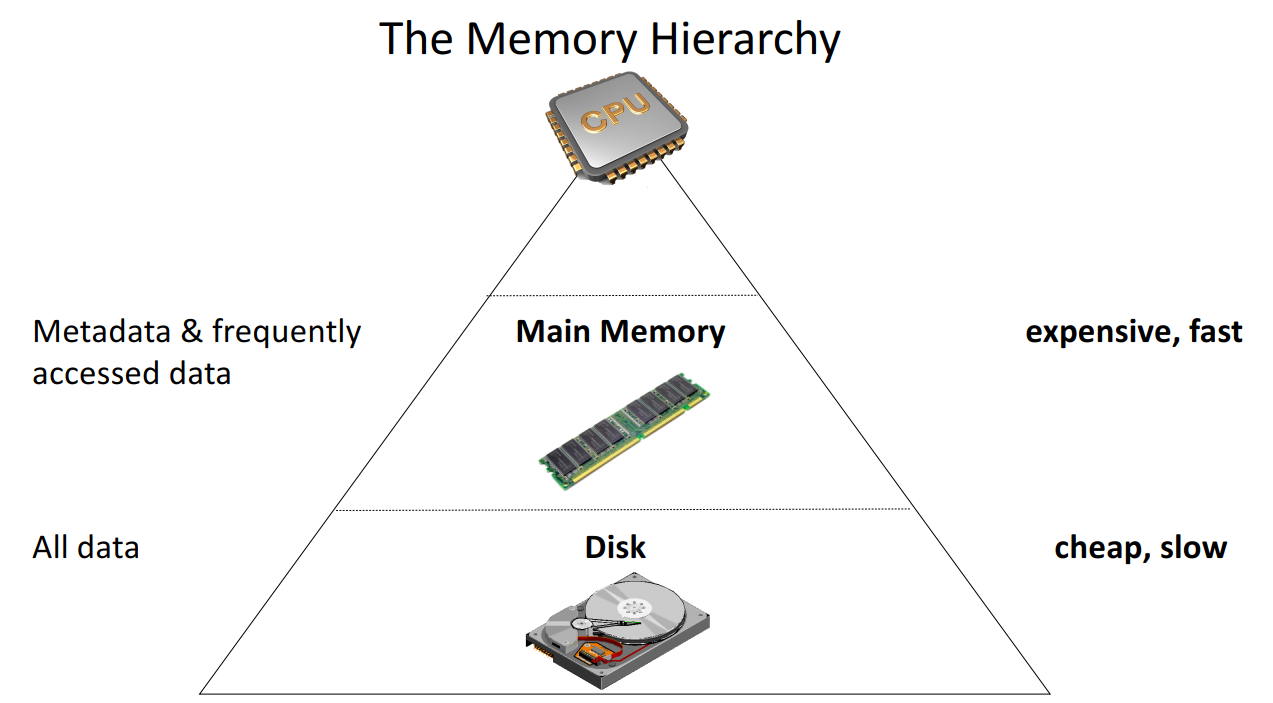 The Memory Hierarchy
CPU
Metadata & frequently
accessed data
Main Memory
expensive, fast
All data
Disk
cheap, slow